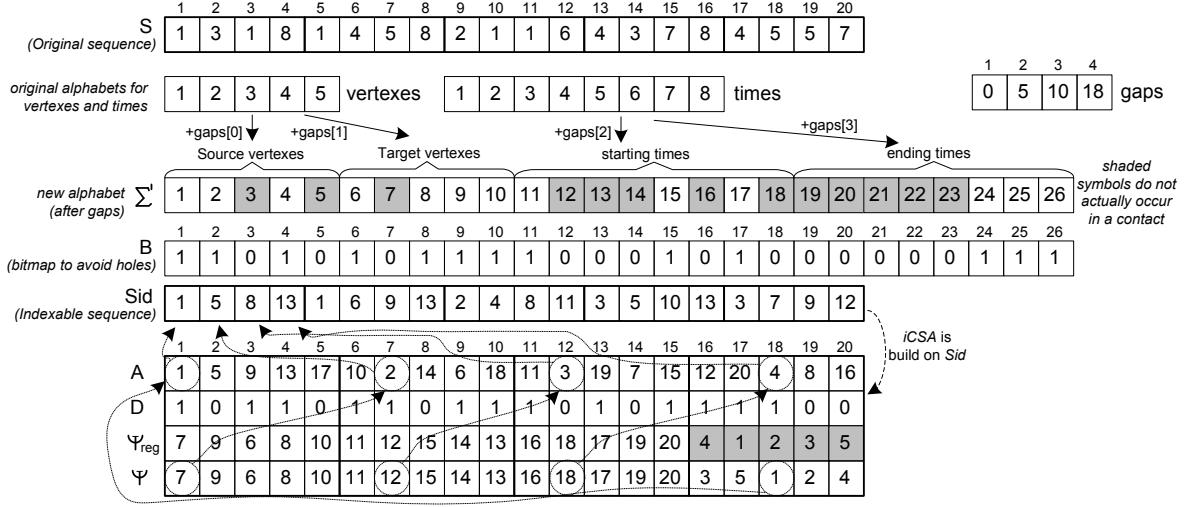 1 2 3 4 5 6 7 8 9 10 11 12 13 14 15 16 17 18 19 20
S 1 3 1 8 1 4 5 8 2 1 1 6 4 3 7 8 4 5 5 7
(Original sequence)
1 2 3 4
original alphabets for
vertexes and times
1 2 3 4 5 vertexes 1 2 3 4 5 6 7 8 times 0 5 10 18 gaps
+gaps[0] +gaps[1] +gaps[2] +gaps[3]
Source vertexes Target vertexes starting times ending times
new alphabet
(after gaps)
Σ' 1 2 3 4 5 6 7 8 9 10 11 12 13 14 15 16 17 18 19 20 21 22 23 24 25 26
shaded
symbols do not
actually occur
in a contact
1 2 3 4 5 6 7 8 9 10 11 12 13 14 15 16 17 18 19 20 21 22 23 24 25 26
B 1 1 0 1 0 1 0 1 1 1 1 0 0 0 1 0 1 0 0 0 0 0 0 1 1 1
(bitmap to avoid holes)
Sid 1 5 8 13 1 6 9 13 2 4 8 11 3 5 10 13 3 7 9 12
(Indexable sequence)
iCSA is
build on Sid
1 2 3 4 5 6 7 8 9 10 11 12 13 14 15 16 17 18 19 20
A 1 5 9 13 17 10 2 14 6 18 11 3 19 7 15 12 20 4 8 16
D 1 0 1 1 0 1 1 0 1 1 1 0 1 0 1 1 1 1 0 0
Ψreg 7 9 6 8 10 11 12 15 14 13 16 18 17 19 20 4 1 2 3 5
Ψ 7 9 6 8 10 11 12 15 14 13 16 18 17 19 20 3 5 1 2 4